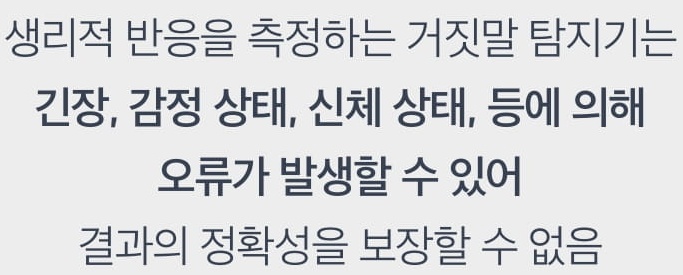 생리적 반응을 측정하는 거짓말 탐지기는
긴장, 감정 상태, 신체 상태, 등에 의해
오류가 발생할 수 있어
결과의 정확성을 보장할 수 없음